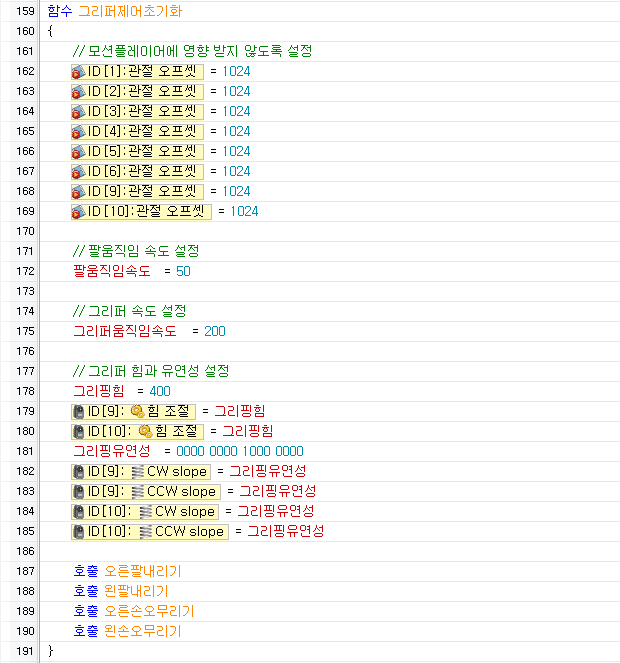 159 함수 그리퍼제어초기화
160 {
161 // 모션플레이어에 영향 받지 않도록 설정
162 ID[1]:관절 오프셋 = 1024
163 ID[2]:관절 오프셋 = 1024
164 ID[3]:관절 오프셋 = 1024
165 ID[4]:관절 오프셋 = 1024
166 ID[5]:관절 오프셋 = 1024
167 ID[6]:관절 오프셋 = 1024
168 ID[9]:관절 오프셋 = 1024
169 ID[10]:관절 오프셋 = 1024
170
171 // 팔움직임 속도 설정
172 팔움직임속도 = 50
173
174 // 그리퍼 속도 설정
175 그리퍼움직임속도 = 200
176
177 // 그리퍼 힘과 유연성 설정
178 그리핑힘 = 400
179 ID[9]: 힘 조절 = 그리핑힘
180 ID[10]: 힘 조절 = 그리핑힘
181 그리핑유연성 = 0000 0000 1000 0000
182 ID[9]: CW slope = 그리핑유연성
183 ID[9]: CCW slope = 그리핑유연성
184 ID[10]: CW slope = 그리핑유연성
185 ID[10]: CCW slope = 그리핑유연성
186
187 호출 오른팔내리기
188 호출 왼팔내리기
189 호출 오른손오무리기
190 호출 왼손오무리기
191 }